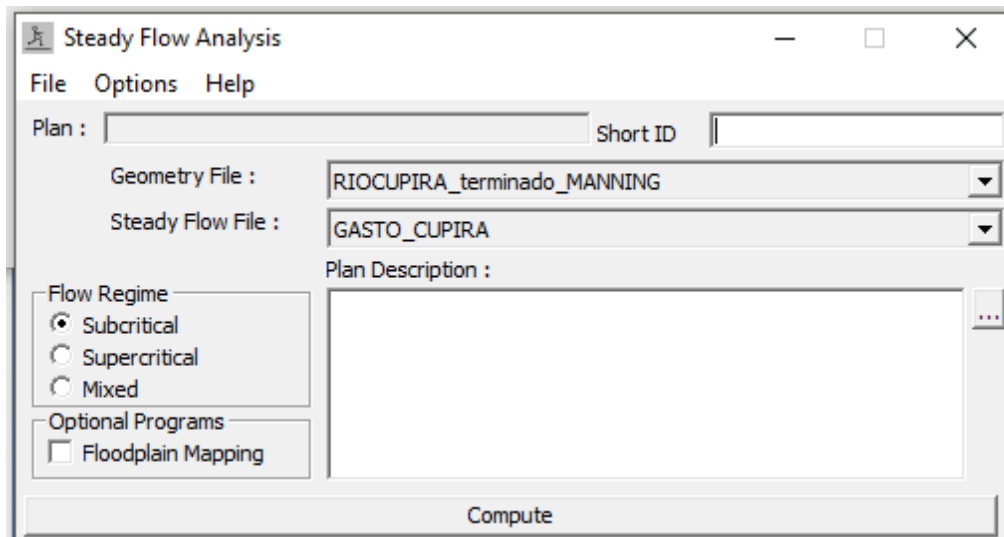 Steady Flow Analysis
File Options Help
Plan : Short ID
Geometry File : RIOCUPIRA_terminado_MANNING
Steady Flow File : GASTO_CUPIRA
Plan Description :
Flow Regime
Subcritical
Supercritical
Mixed
Optional Programs
Floodplain Mapping
...
Compute